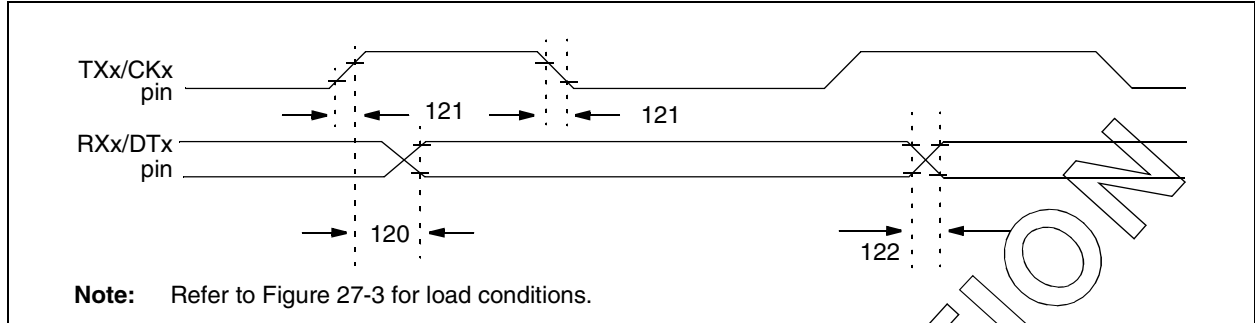 TXx/CKx
pin
121
121
RXx/DTx
pin
120
122
Note: Refer to Figure 27-3 for load conditions.
TION